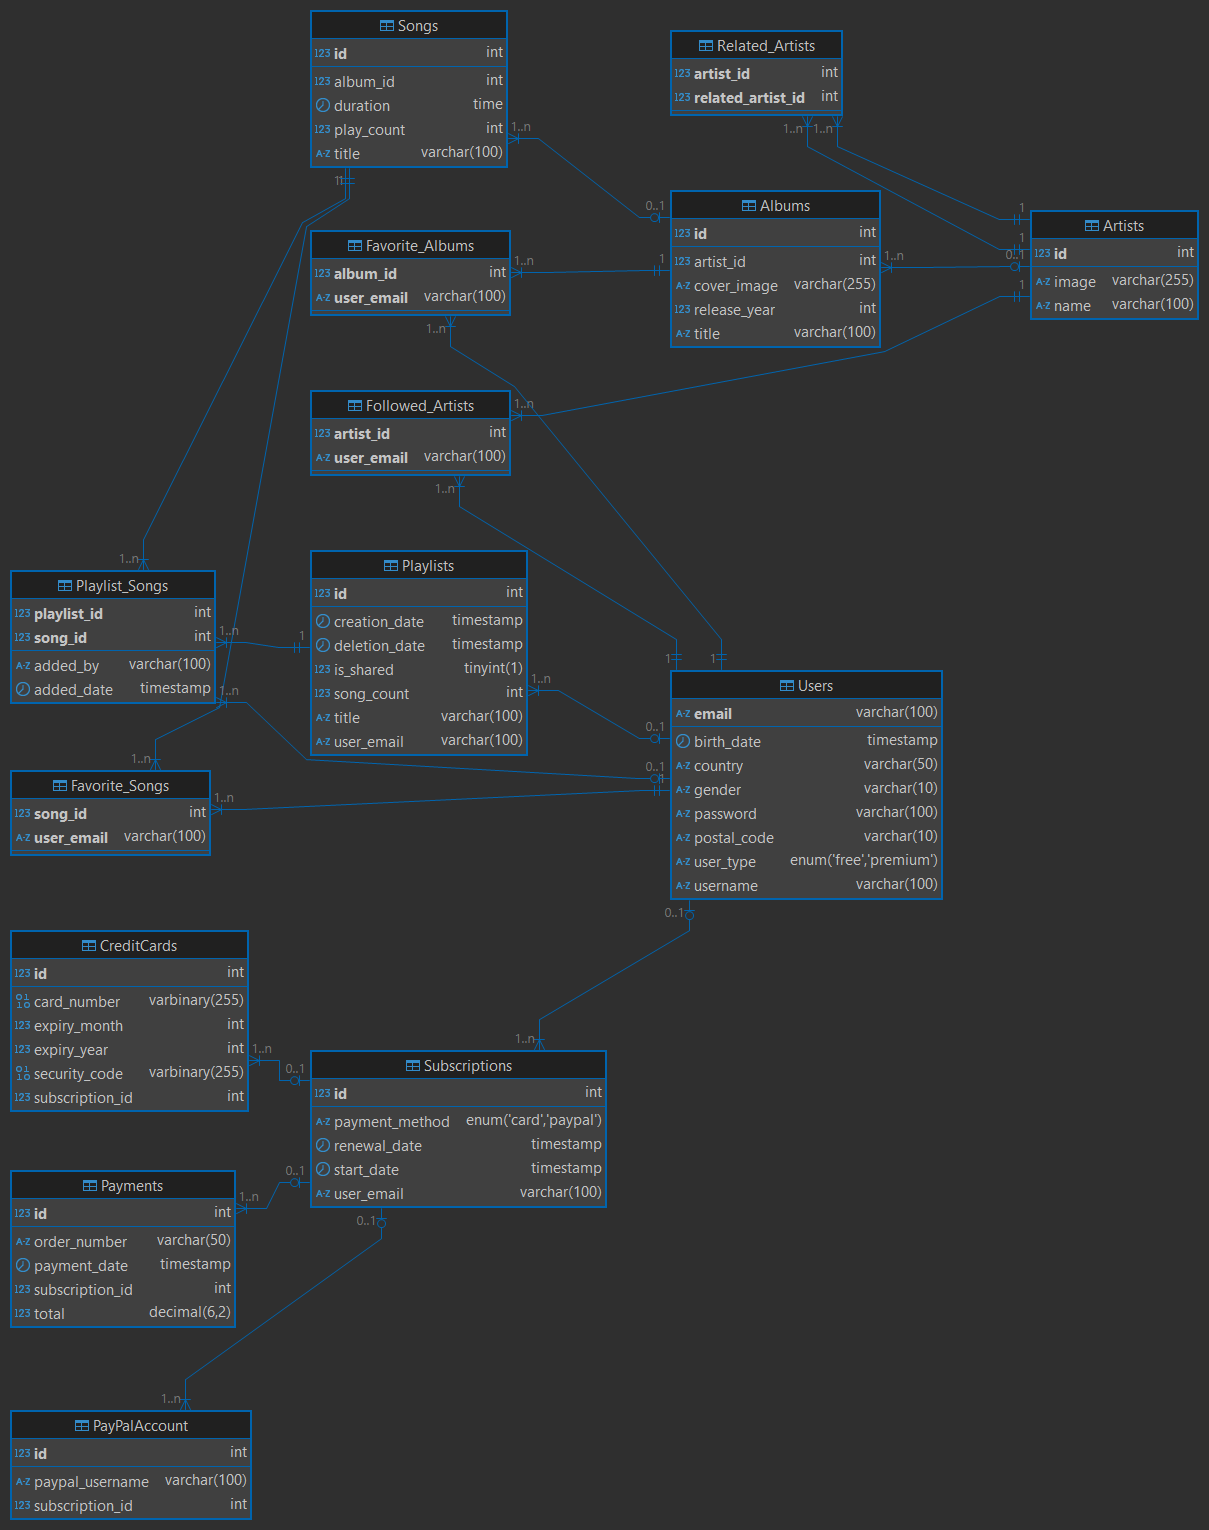 Songs
123 id int
123 album_id int
duration time
123 play_count int
A-Z title varchar(100)
Related_Artists
123 artist_id int
123 related_artist_id int
1..n
1..n 1..n
11
0..1
Albums
123 id int
123 artist_id int
A-Z cover_image varchar(255)
123 release_year int
A-Z title varchar(100)
1
1
0..1
1
1..n
Artists
123 id int
A-Z image varchar(255)
A-Z name varchar(100)
Favorite_Albums
123 album_id int
A-Z user_email varchar(100)
1..n
1
1..n
Followed_Artists
123 artist_id int
A-Z user_email varchar(100)
1..n
1..n
1..n
Playlist_Songs
123 playlist_id int
123 song_id int
A-Z added_by varchar(100)
added_date timestamp
1..n
1
1..n
Playlists
123 id int
creation_date timestamp
deletion_date timestamp
123 is_shared tinyint(1)
123 song_count int
A-Z title varchar(100)
A-Z user_email varchar(100)
1..n
1 1
0..1
0..1
1
Users
A-Z email varchar(100)
birth_date timestamp
A-Z country varchar(50)
A-Z gender varchar(10)
A-Z password varchar(100)
A-Z postal_code varchar(10)
A-Z user_type enum('free','premium')
A-Z username varchar(100)
0..1
1..n
Favorite_Songs
123 song_id int
A-Z user_email varchar(100)
1..n
CreditCards
123 id int
01 10 card_number varbinary(255)
123 expiry_month int
123 expiry_year int
01 10 security_code varbinary(255)
123 subscription_id int
1..n
0..1
1..n
Subscriptions
123 id int
A-Z payment_method enum('card','paypal')
renewal_date timestamp
start_date timestamp
A-Z user_email varchar(100)
0..1
0..1
Payments
123 id int
A-Z order_number varchar(50)
payment_date timestamp
123 subscription_id int
123 total decimal(6,2)
1..n
1..n
PayPalAccount
123 id int
A-Z paypal_username varchar(100)
123 subscription_id int